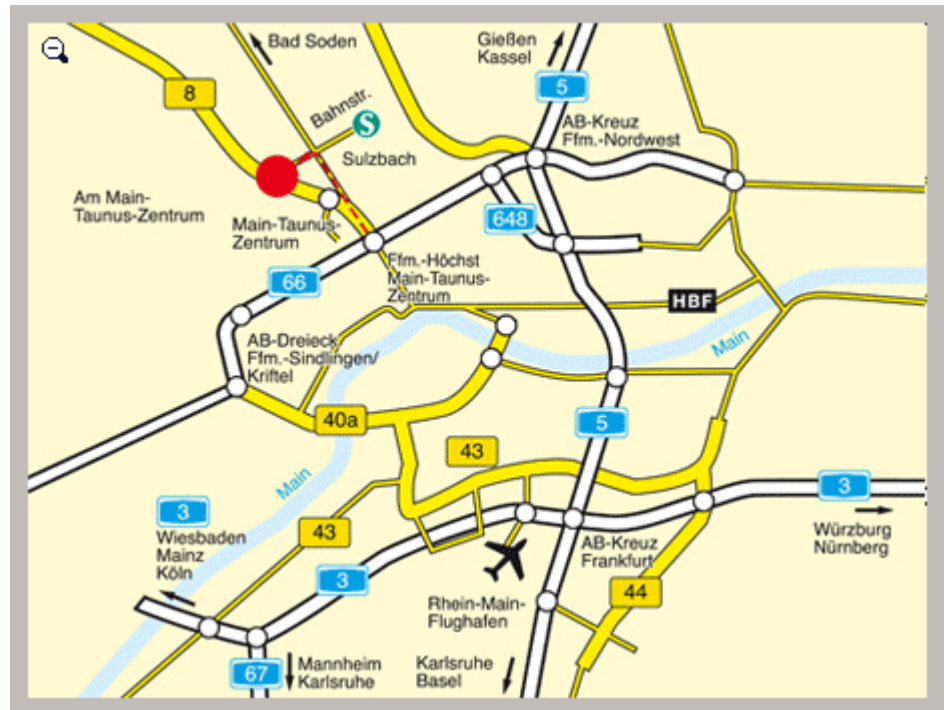 Bad Soden
Gießen
Kassel
8
5
Bahnstr.
S
AB-Kreuz
Ffm.-Nordwest
Sulzbach
Am Main-
Taunus-Zentrum
Main-Taunus-
Zentrum
648
66
Ffm.-Höchst
Main-Taunus-
Zentrum
HBF
Main
AB-Dreieck
Ffm.-Sindlingen/
Kriftel
40a
5
43
Main
3
3
Wiesbaden
Mainz
Köln
43
Würzburg
Nürnberg
AB-Kreuz
Frankfurt
3
44
Rhein-Main-
Flughafen
67
Mannheim
Karlsruhe
Karlsruhe
Basel